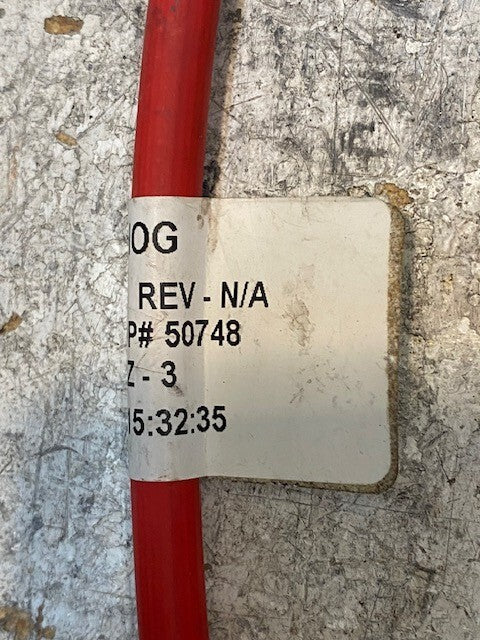 OG
REV - N/A
P# 50748
Z - 3
5:32:35